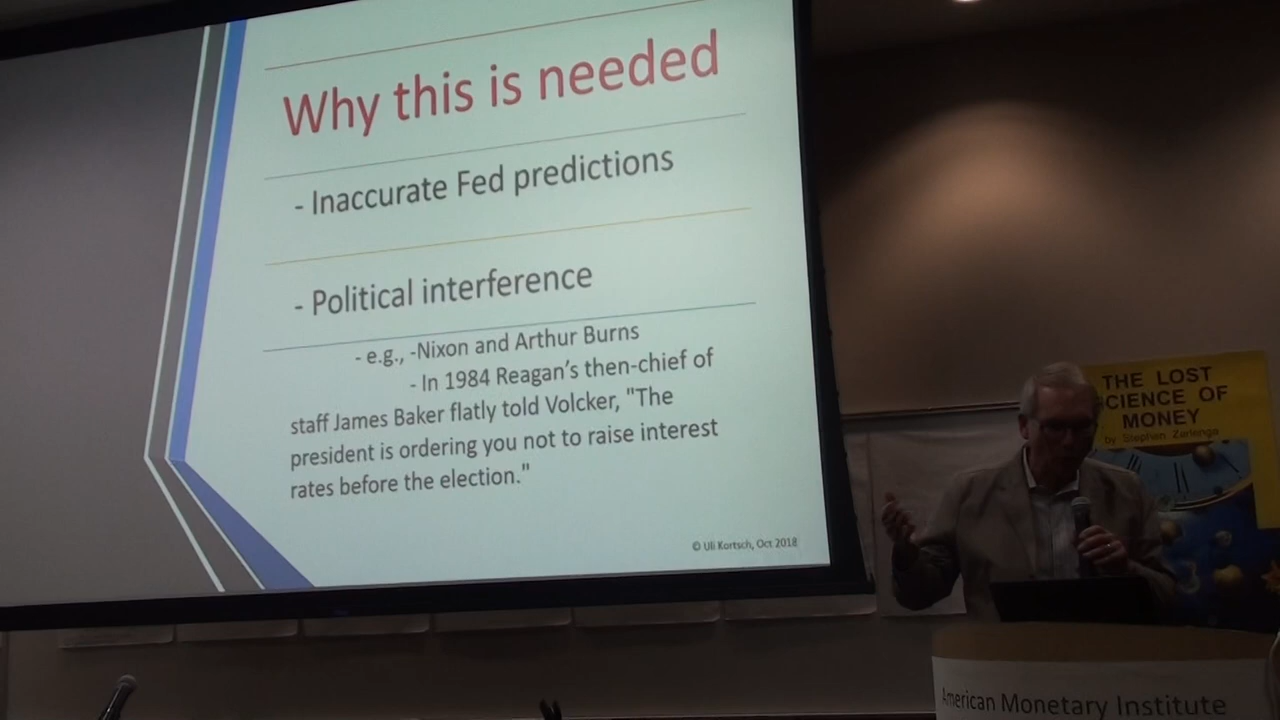 Why this is needed
- Inaccurate Fed predictions
- Political interference
- e.g., -Nixon and Arthur Burns
- In 1984 Reagan's then-chief of
staff James Baker flatly told Volcker, "The
president is ordering you not to raise interest
rates before the election."
© Uli Kortsch, Oct 2018
THE LOST
CIENCE OF
MONEY
by Stephen Zarlenga
American Monetary Institute